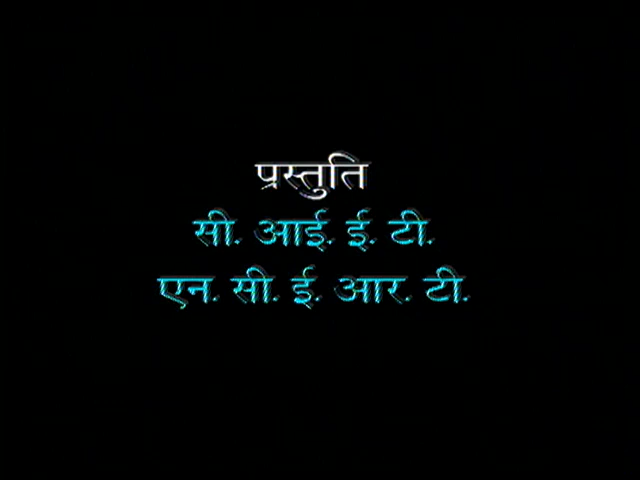 प्रस्तुति
सी. आई. ई. टी.
एन. सी. ई. आर. टी.